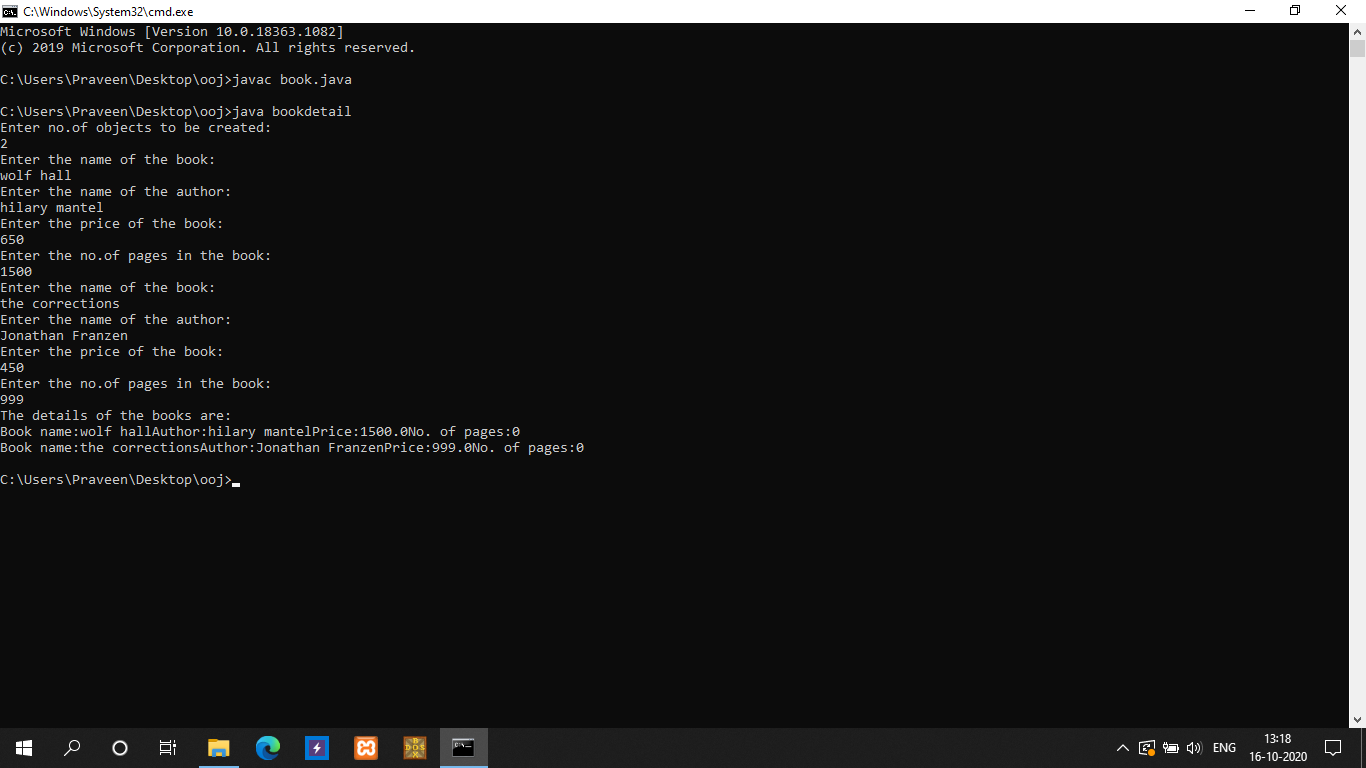 C:\Windows\System32\cmd.exe
Microsoft Windows [Version 10.0.18363.1082]
(c) 2019 Microsoft Corporation. All rights reserved.
C:\Users\Praveen\Desktop\ooj>javac book.java
C:\Users\Praveen\Desktop\ooj>java bookdetail
Enter no.of objects to be created:
2
Enter the name of the book:
wolf hall
Enter the name of the author:
hilary mantel
Enter the price of the book:
650
Enter the no.of pages in the book:
1500
Enter the name of the book:
the corrections
Enter the name of the author:
Jonathan Franzen
Enter the price of the book:
450
Enter the no.of pages in the book:
999
The details of the books are:
Book name:wolf hallAuthor:hilary mantelPrice:1500.0No. of pages:0
Book name:the correctionsAuthor:Jonathan FranzenPrice:999.0No. of pages:0
C:\Users\Praveen\Desktop\ooj>
ENG
13:18
16-10-2020